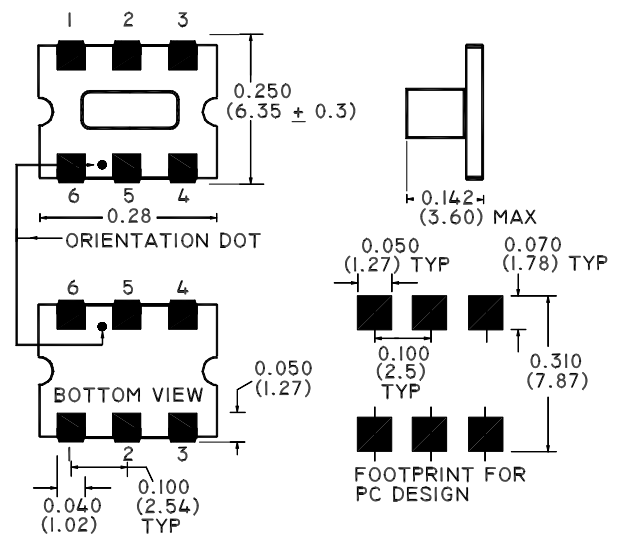 1 2 3
0.250
(6.35 ± 0.3)
6 5 4
0.28
ORIENTATION DOT
0.142
(3.60) MAX
0.050
(1.27) TYP
0.070
(1.78) TYP
6 5 4
0.100
(2.5)
TYP
0.310
(7.87)
BOTTOM VIEW
0.050
(1.27)
1 2 3
0.040
(1.02)
0.100
(2.54)
TYP
FOOTPRINT FOR
PC DESIGN